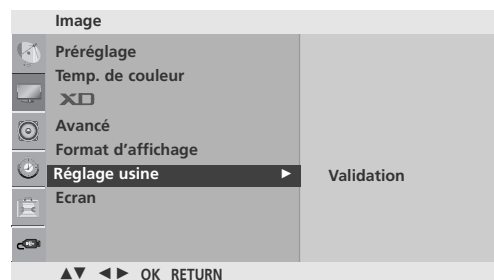 Image
Préréglage
Temp. de couleur
XD
Avancé
Format d'affichage
Réglage usine ► Validation
Ecran
▲▼ ◄► OK RETURN